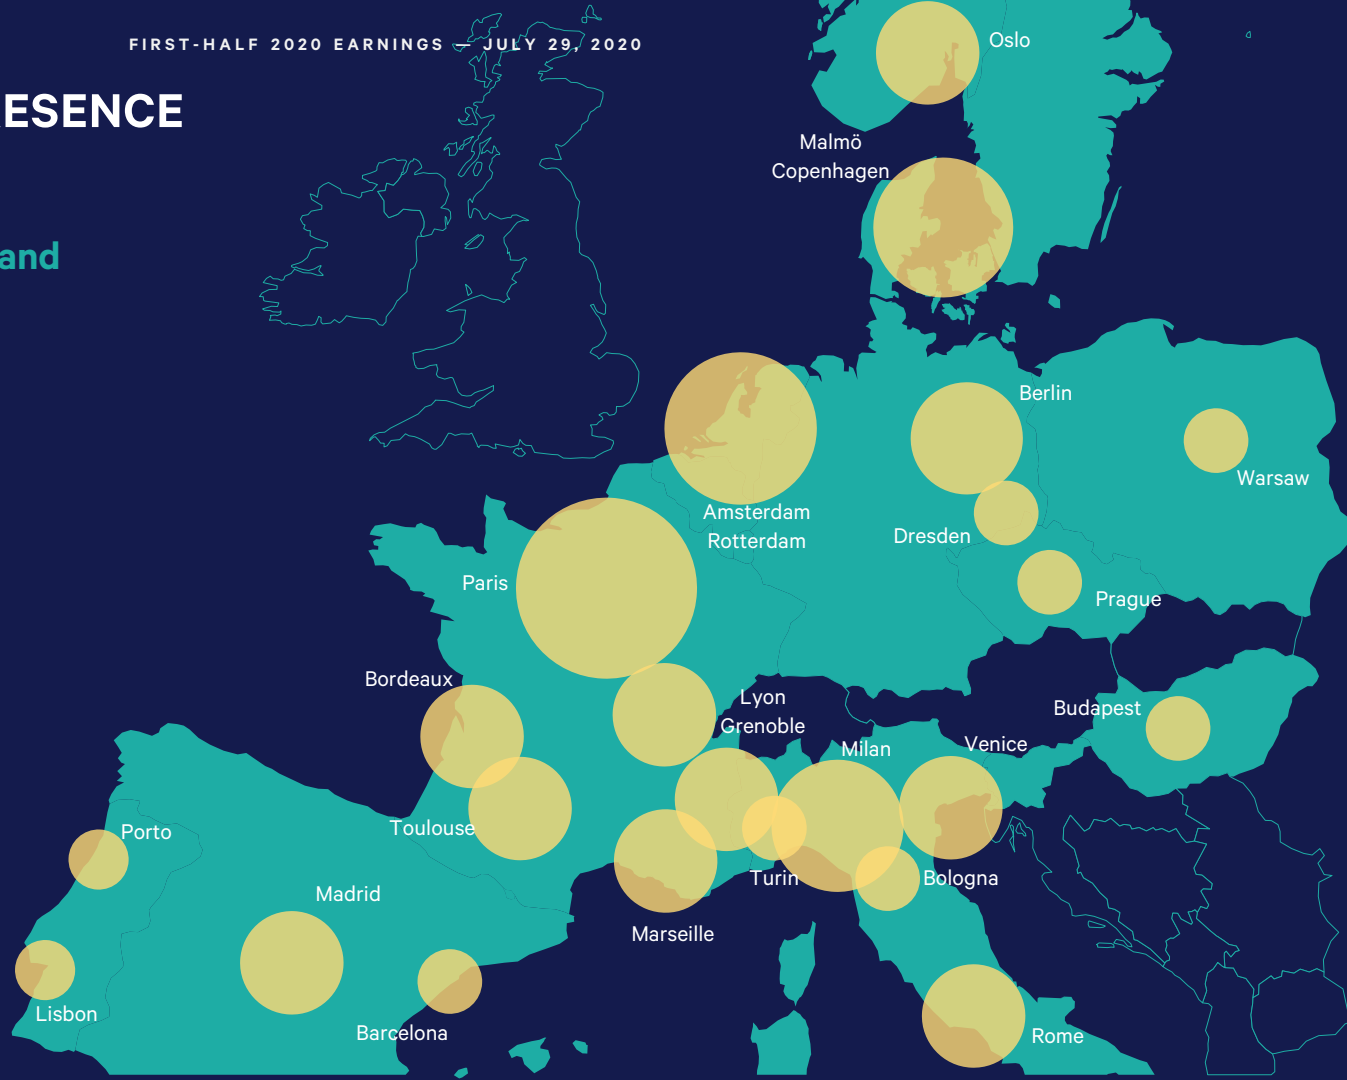 FIRST-HALF 2020 EARNINGS — JULY 29, 2020
ESENCE
and
Oslo
Malmö
Copenhagen
Berlin
Warsaw
Amsterdam
Rotterdam
Dresden
Paris
Prague
Bordeaux
Lyon
Grenoble
Budapest
Milan
Venice
Toulouse
Porto
Turin
Bologna
Madrid
Marseille
Lisbon
Barcelona
Rome